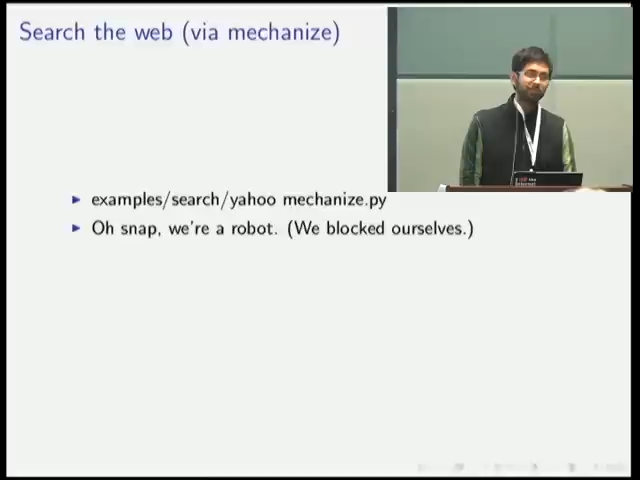 Search the web (via mechanize)
examples/search/yahoo mechanize.py
Oh snap, we're a robot. (We blocked ourselves.)